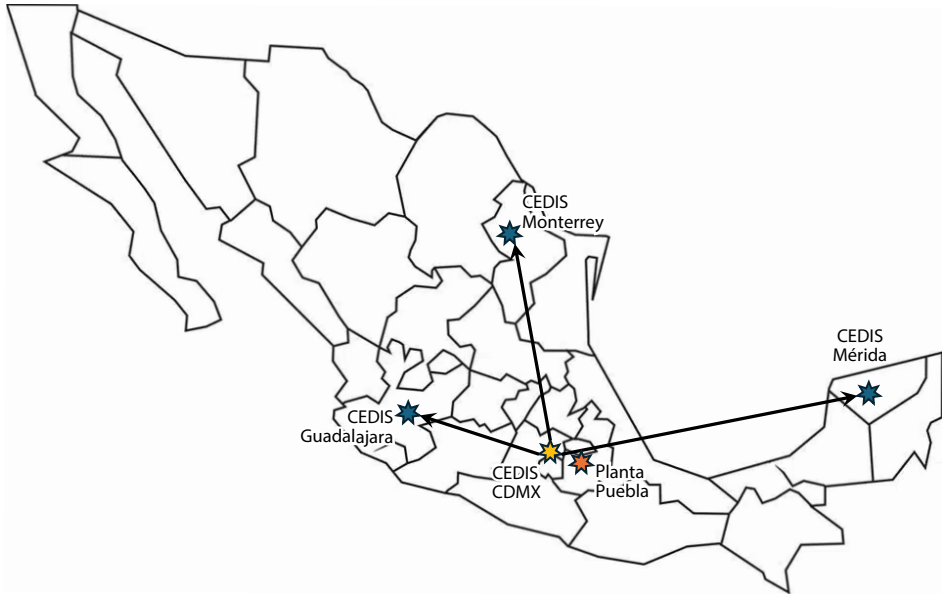 CEDIS
Monterrey
CEDIS
Mérida
CEDIS
Guadalajara
CEDIS
CDMX
Planta
Puebla